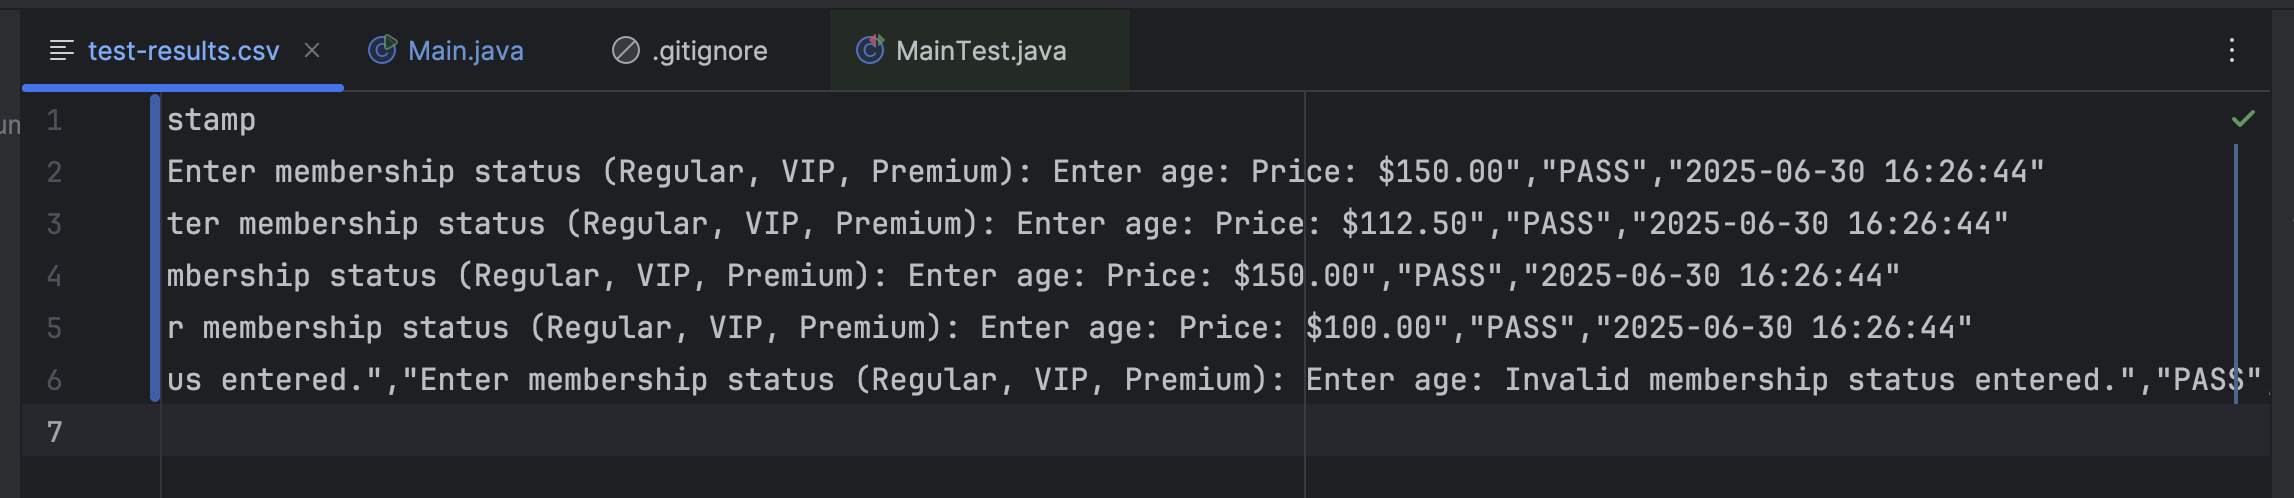 test-results.csv Main.java .gitignore MainTest.java
1 stamp
2 Enter membership status (Regular, VIP, Premium): Enter age: Price: $150.00","PASS","2025-06-30 16:26:44"
3 ter membership status (Regular, VIP, Premium): Enter age: Price: $112.50","PASS","2025-06-30 16:26:44"
4 mbership status (Regular, VIP, Premium): Enter age: Price: $150.00","PASS","2025-06-30 16:26:44"
5 r membership status (Regular, VIP, Premium): Enter age: Price: $100.00","PASS","2025-06-30 16:26:44"
6 us entered.","Enter membership status (Regular, VIP, Premium): Enter age: Invalid membership status entered.","PASS",
7